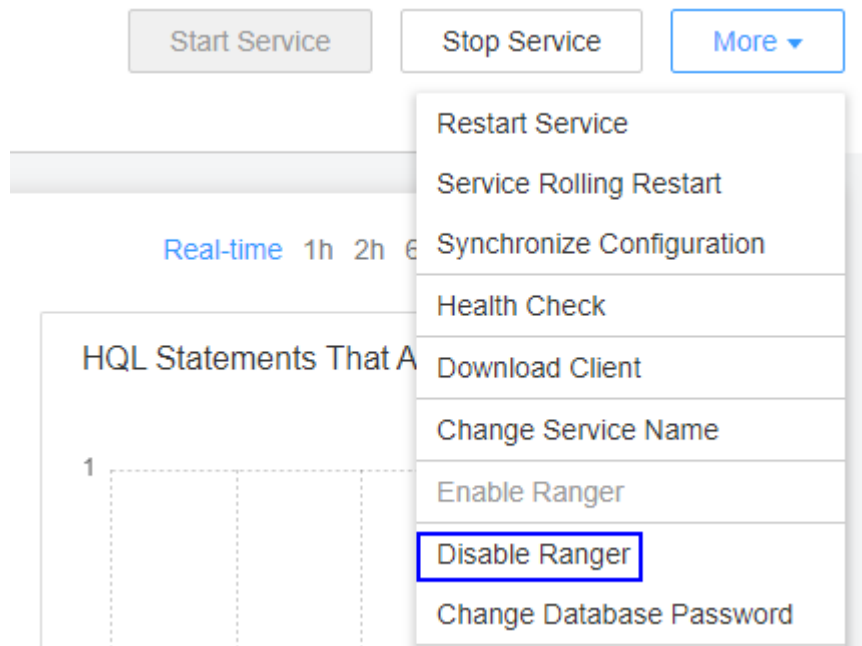 Start Service Stop Service More
Restart Service
Service Rolling Restart
Real-time 1h 2h
Synchronize Configuration
Health Check
HQL Statements That
Download Client
Change Service Name
1
Enable Ranger
Disable Ranger
Change Database Password